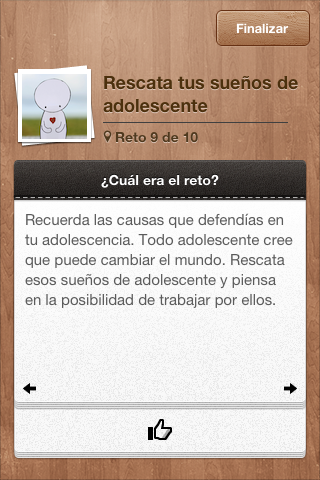 Finalizar
Rescata tus sueños de
adolescente
Reto 9 de 10
¿Cuál era el reto?
Recuerda las causas que defendías en
tu adolescencia. Todo adolescente cree
que puede cambiar el mundo. Rescata
esos sueños de adolescente y piensa
en la posibilidad de trabajar por ellos.